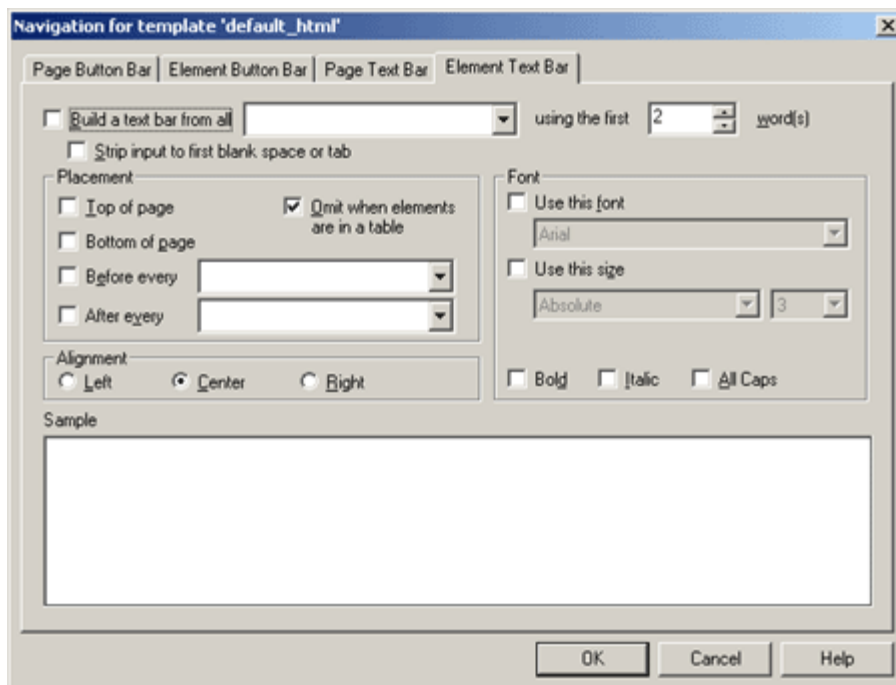 Navigation for template 'default_html'
Page Button Bar Element Button Bar Page Text Bar Element Text Bar
Build a text bar from all using the first 2 word(s)
Strip input to first blank space or tab
Placement
Top of page
Omit when elements
are in a table
Bottom of page
Before every
After every
Font
Use this font
Arial
Use this size
Absolute 3
Bold Italic All Caps
Alignment
Left Center Right
Sample
OK Cancel Help